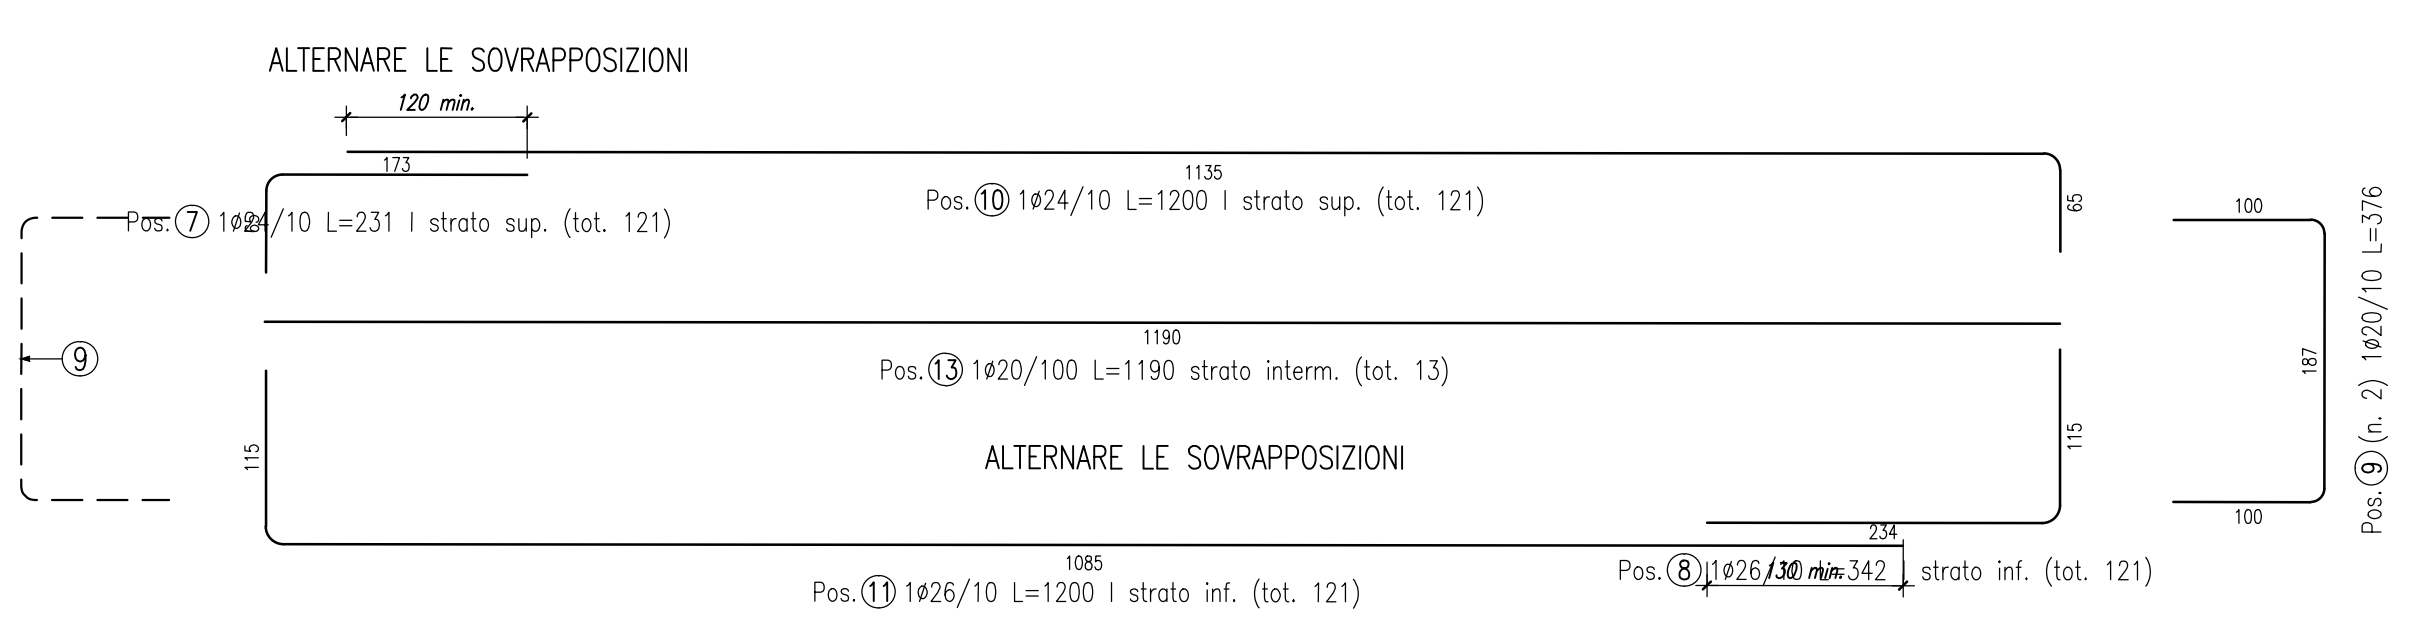 ALTERNARE LE SOVRAPPOSIZIONI
120 min.
173
1135
Pos. 10 1ø24/10 L=1200 I strato sup. (tot. 121)
65
Pos. 7 1ø24/10 L=231 I strato sup. (tot. 121)
100
1190
Pos. 13 1ø20/100 L=1190 strato interm. (tot. 13)
9
187
Pos. 9 (n. 2) 1ø20/10 L=376
115
115
ALTERNARE LE SOVRAPPOSIZIONI
100
234
1085
Pos. 11 1ø26/10 L=1200 I strato inf. (tot. 121)
Pos. 8 1ø26/10 L=342 I strato inf. (tot. 121)
130 min.